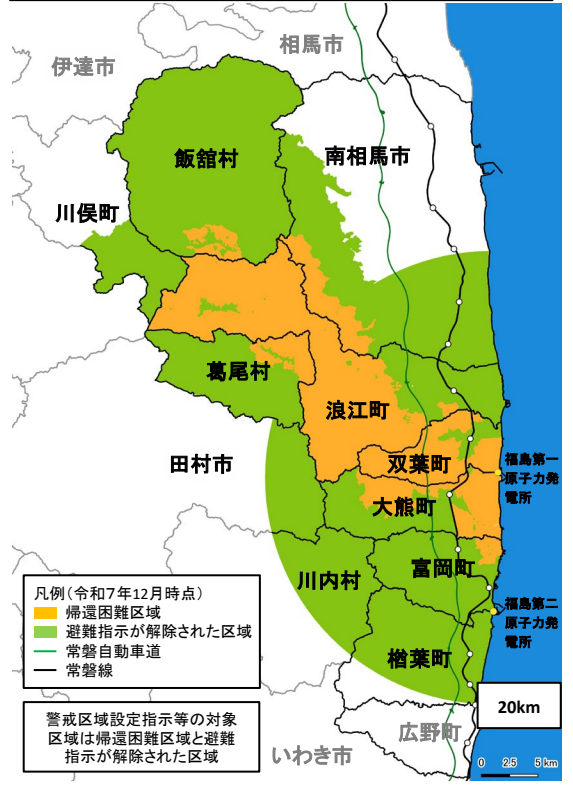 相馬市
伊達市
飯舘村
南相馬市
川俣町
葛尾村
浪江町
田村市
双葉町
福島第一
原子力発
電所
大熊町
富岡町
川内村
福島第二
原子力発
電所
楢葉町
凡例(令和7年12月時点)
帰還困難区域
避難指示が解除された区域
常磐自動車道
常磐線
20km
警戒区域設定指示等の対象
区域は帰還困難区域と避難
指示が解除された区域
広野町
いわき市
0 2.5 5 km